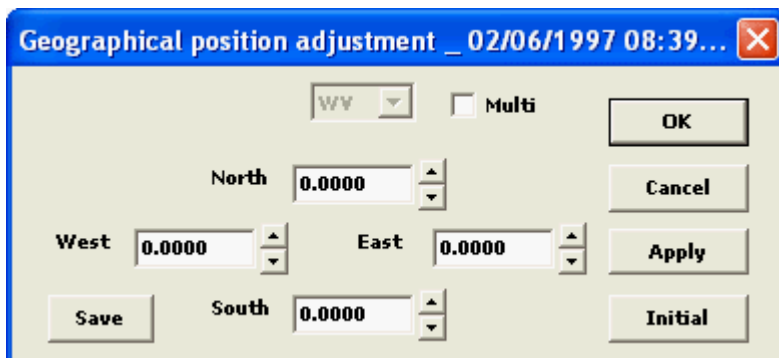 Geographical position adjustment _ 02/06/1997 08:39...
WV Multi
OK
North 0.0000
Cancel
West 0.0000 East 0.0000
Apply
Save
South 0.0000
Initial